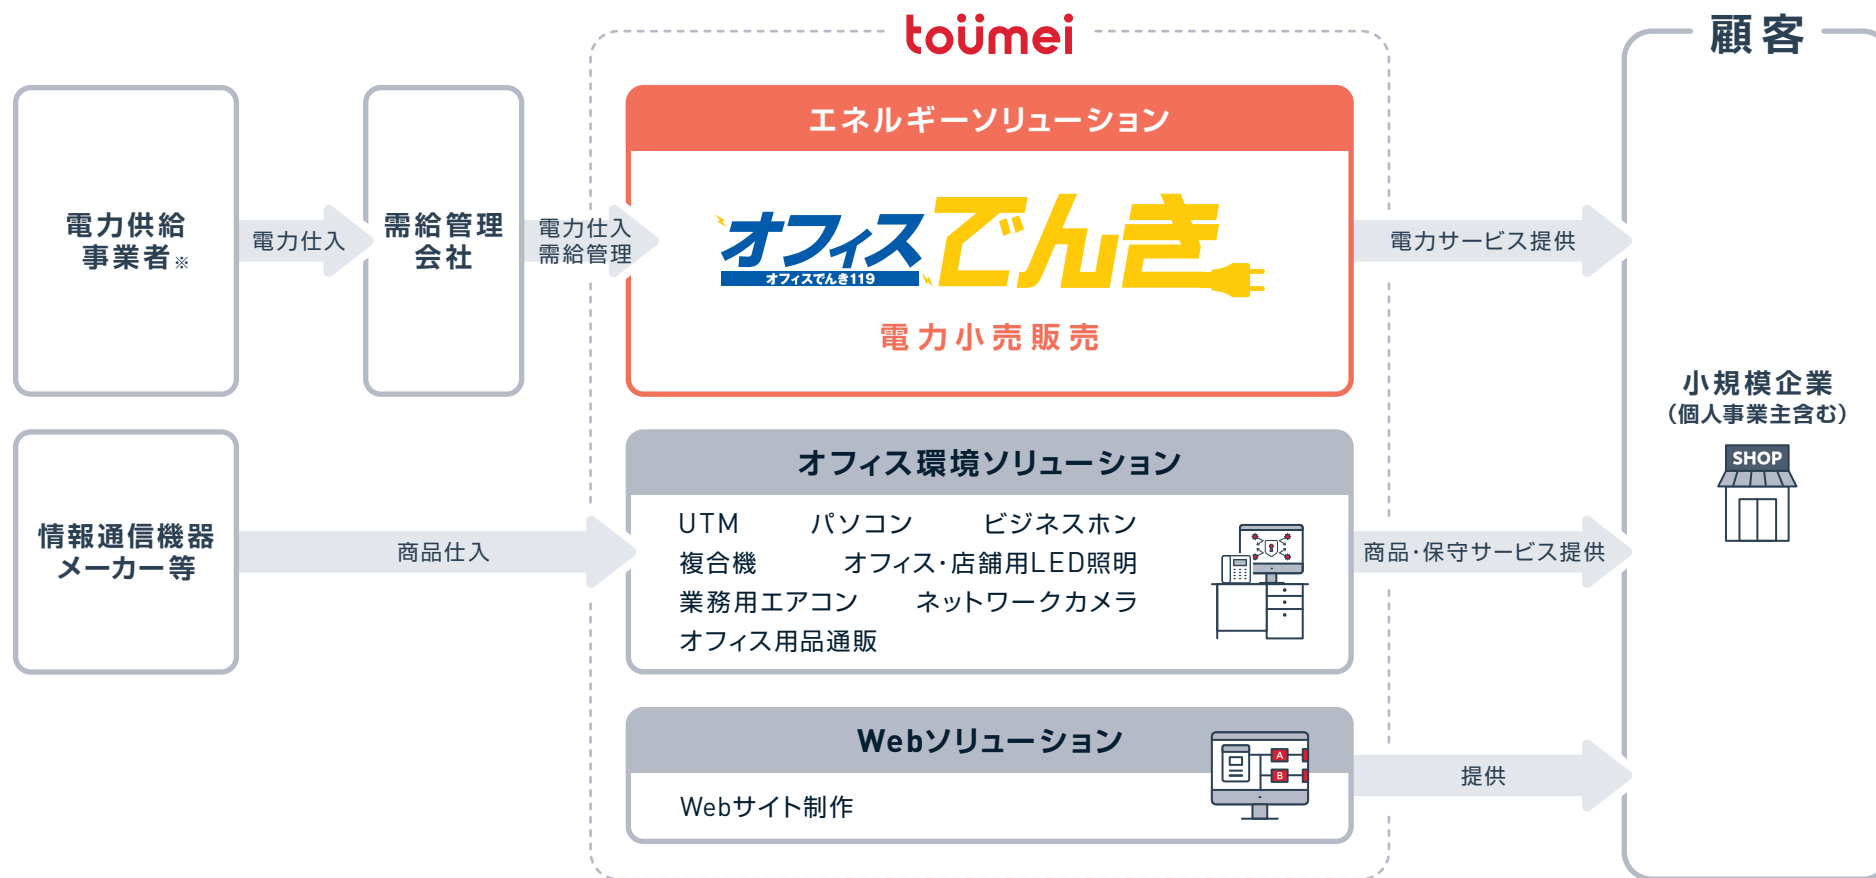 toümei
顧客
電力供給
事業者※
電力仕入
需給管理
会社
電力仕入
需給管理
エネルギーソリューション
オフィスでんき
オフィスでんき119
電力小売販売
電力サービス提供
小規模企業
（個人事業主含む）
SHOP
情報通信機器
メーカー等
商品仕入
オフィス環境ソリューション
UTM パソコン ビジネスホン
複合機 オフィス・店舗用LED照明
業務用エアコン ネットワークカメラ
オフィス用品通販
商品・保守サービス提供
Webソリューション
A
B
Webサイト制作
提供